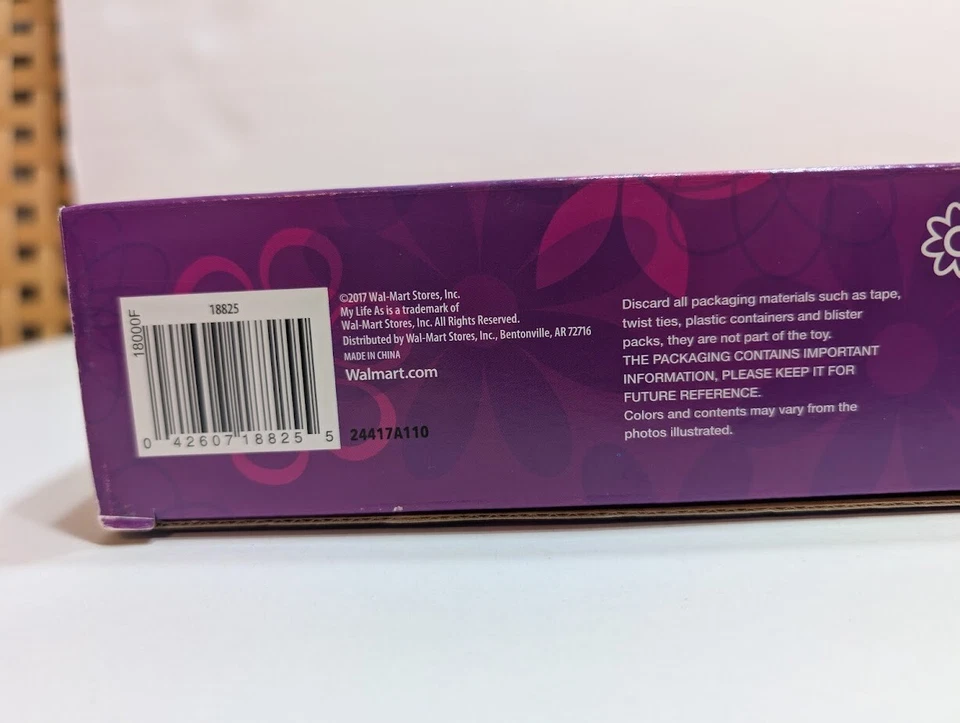 18000F
18825
0 42607 18825 5
©2017 Wal-Mart Stores, Inc.
My Life As is a trademark of
Wal-Mart Stores, Inc. All Rights Reserved.
Distributed by Wal-Mart Stores, Inc., Bentonville, AR 72716
MADE IN CHINA
Walmart.com
24417A110
Discard all packaging materials such as tape,
twist ties, plastic containers and blister
packs, they are not part of the toy.
THE PACKAGING CONTAINS IMPORTANT
INFORMATION, PLEASE KEEP IT FOR
FUTURE REFERENCE.
Colors and contents may vary from the
photos illustrated.